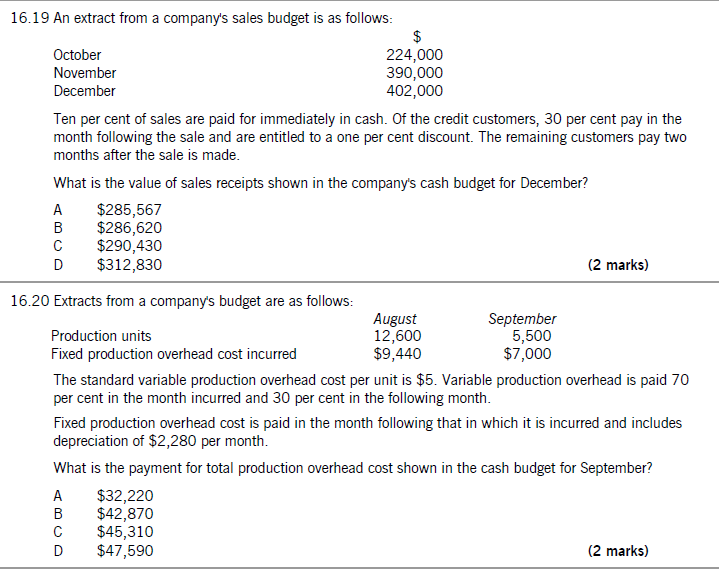 16.19 An extract from a company's sales budget is as follows:
$
October 224,000
November 390,000
December 402,000
Ten per cent of sales are paid for immediately in cash. Of the credit customers, 30 per cent pay in the
month following the sale and are entitled to a one per cent discount. The remaining customers pay two
months after the sale is made.
What is the value of sales receipts shown in the company's cash budget for December?
A $285,567
B $286,620
C $290,430
D $312,830 (2 marks)
16.20 Extracts from a company's budget are as follows:
August September
Production units 12,600 5,500
Fixed production overhead cost incurred $9,440 $7,000
The standard variable production overhead cost per unit is $5. Variable production overhead is paid 70
per cent in the month incurred and 30 per cent in the following month.
Fixed production overhead cost is paid in the month following that in which it is incurred and includes
depreciation of $2,280 per month.
What is the payment for total production overhead cost shown in the cash budget for September?
A $32,220
B $42,870
C $45,310
D $47,590 (2 marks)